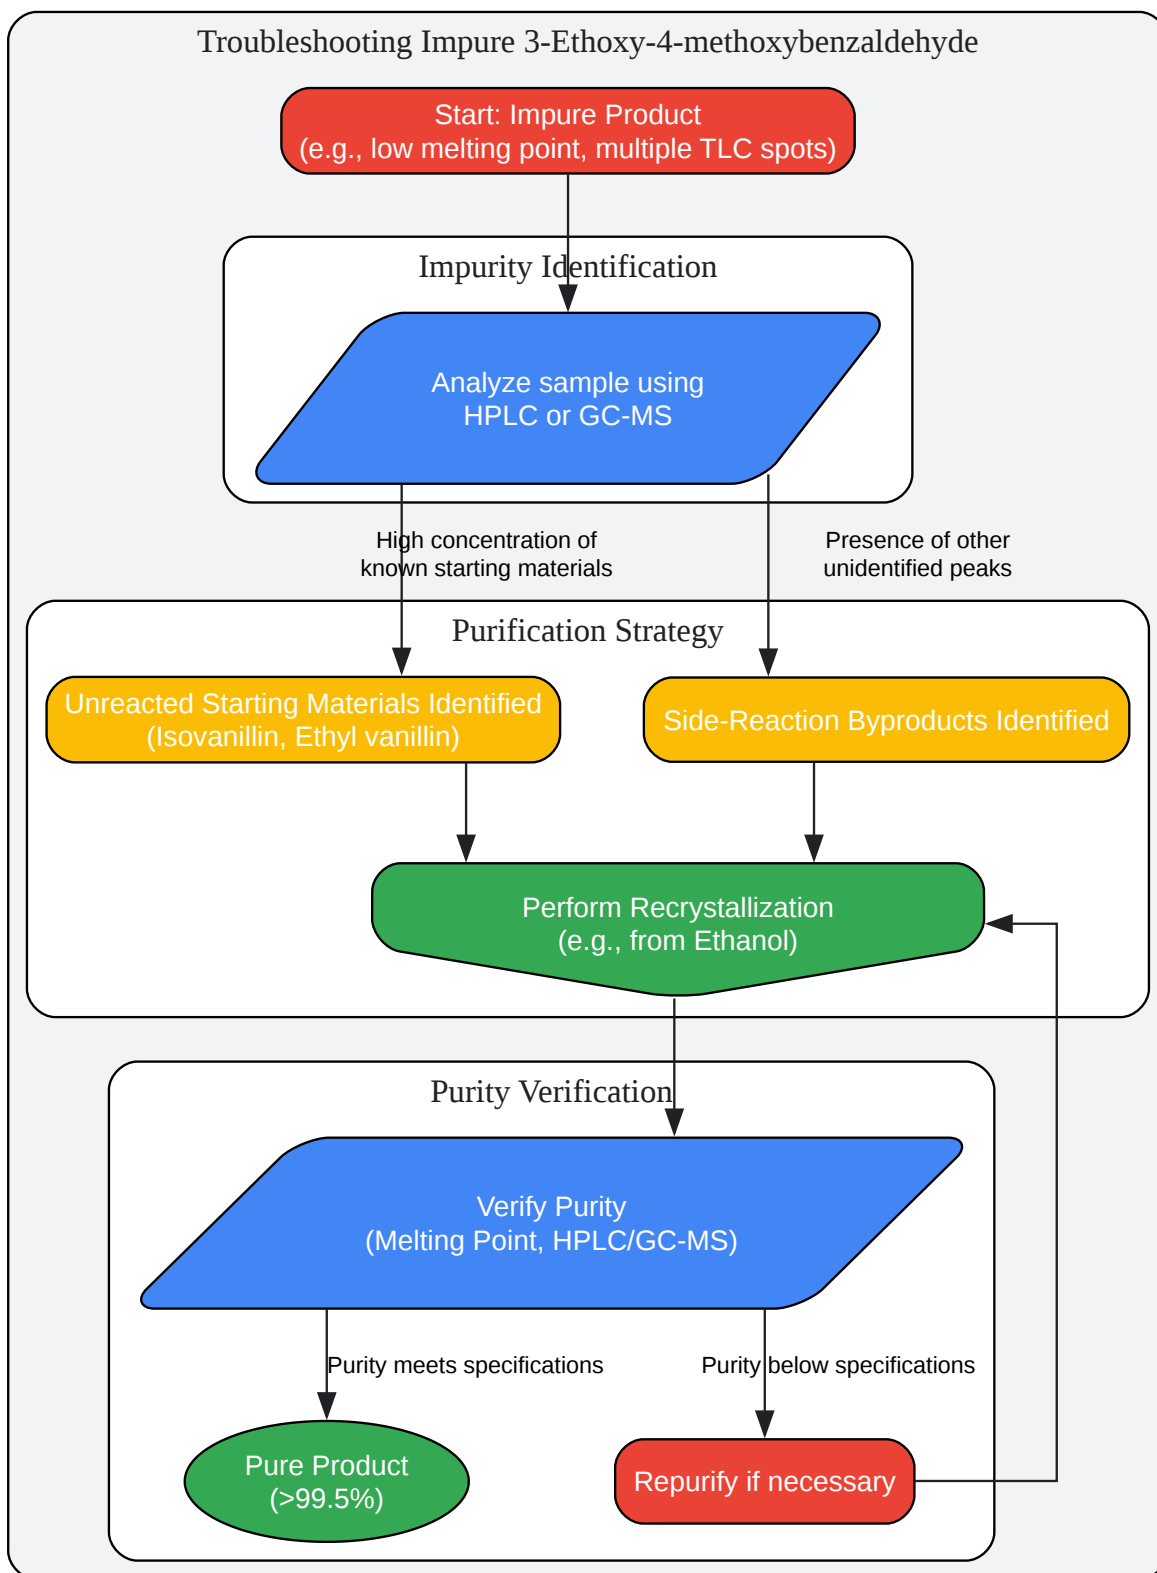 Troubleshooting Impure 3-Ethoxy-4-methoxybenzaldehyde
Start: Impure Product
(e.g., low melting point, multiple TLC spots)
Impurity Identification
Analyze sample using
HPLC or GC-MS
High concentration of
known starting materials
Presence of other
unidentified peaks
Purification Strategy
Unreacted Starting Materials Identified
(Isovanillin, Ethyl vanillin)
Side-Reaction Byproducts Identified
Perform Recrystallization
(e.g., from Ethanol)
Purity Verification
Verify Purity
(Melting Point, HPLC/GC-MS)
Purity meets specifications
Purity below specifications
Pure Product
(>99.5%)
Repurify if necessary